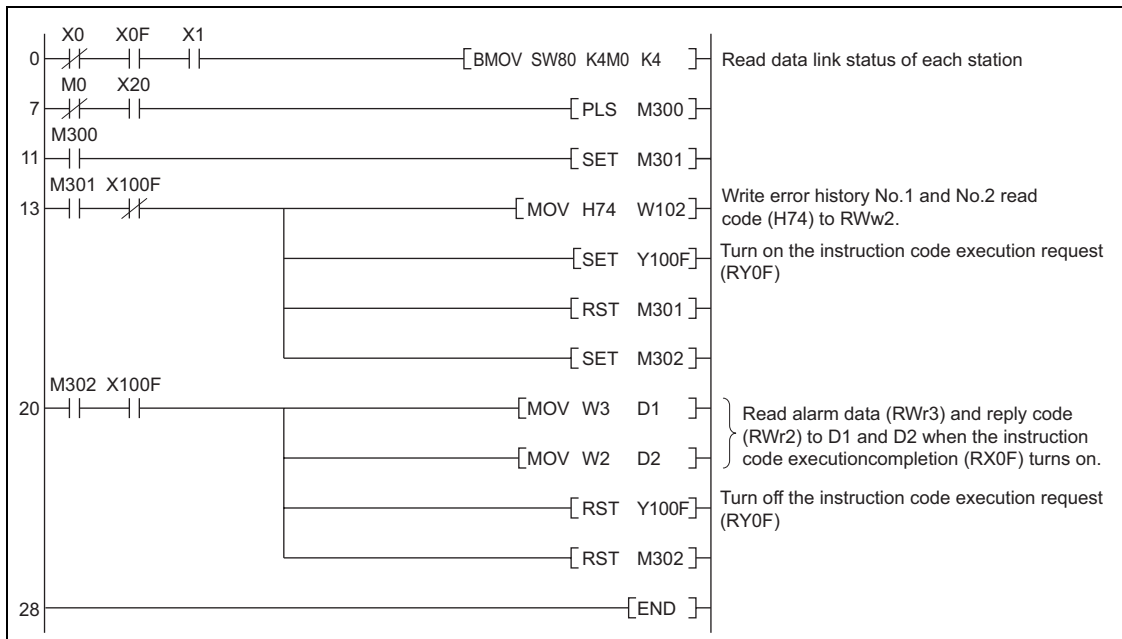 X0 X0F X1
0 BMOV SW80 K4M0 K4 Read data link status of each station
M0 X20
7 PLS M300
M300
11 SET M301
M301 X100F
13 MOV H74 W102 Write error history No.1 and No.2 read
code (H74) to RWw2.
SET Y100F Turn on the instruction code execution request
(RY0F)
RST M301
SET M302
M302 X100F
20 MOV W3 D1 Read alarm data (RWr3) and reply code
(RWr2) to D1 and D2 when the instruction
MOV W2 D2 code executioncompletion (RX0F) turns on.
RST Y100F Turn off the instruction code execution request
(RY0F)
RST M302
28 END